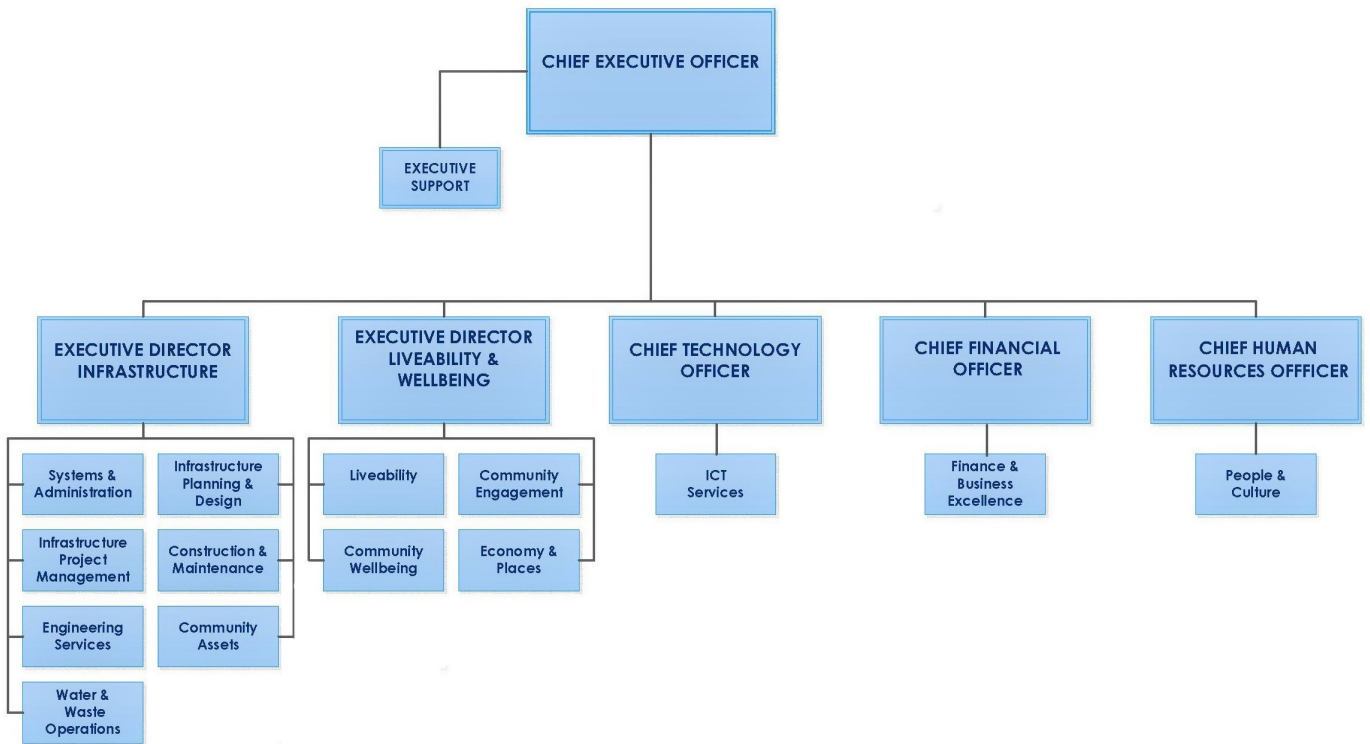 CHIEF EXECUTIVE OFFICER
EXECUTIVE
SUPPORT
EXECUTIVE DIRECTOR
INFRASTRUCTURE
EXECUTIVE DIRECTOR
LIVEABILITY &
WELLBEING
CHIEF TECHNOLOGY
OFFICER
CHIEF FINANCIAL
OFFICER
CHIEF HUMAN
RESOURCES OFFFICER
Systems &
Administration
Infrastructure
Planning &
Design
Infrastructure
Project
Management
Construction &
Maintenance
Engineering
Services
Community
Assets
Water &
Waste
Operations
Liveability
Community
Engagement
Community
Wellbeing
Economy &
Places
ICT
Services
Finance &
Business
Excellence
People &
Culture